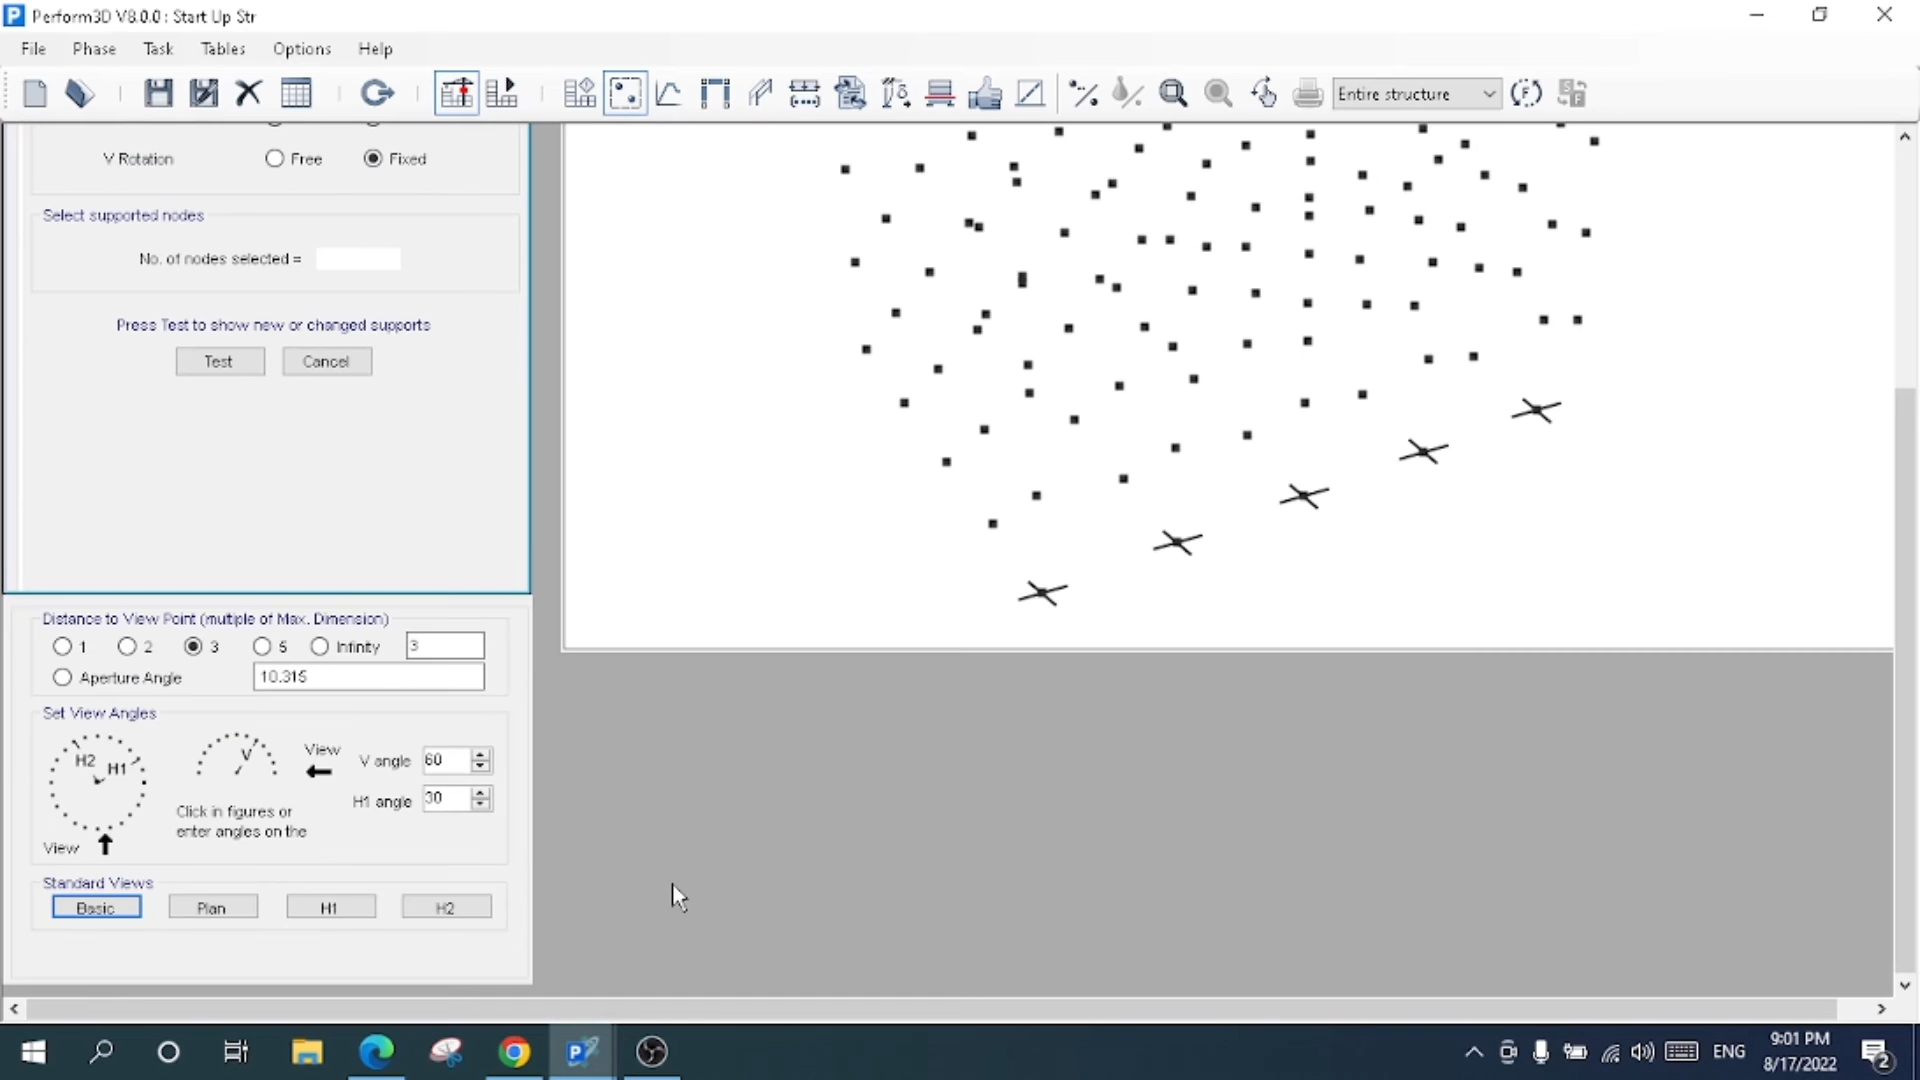 Perform3D V8.0.0 : Start Up Str
File Phase Task Tables Options Help
Entire structure
V Rotation Free Fixed
Select supported nodes
No. of nodes selected =
Press Test to show new or changed supports
Test Cancel
Distance to View Point (multiple of Max. Dimension)
1 2 3 5 Infinity 3
Aperture Angle 10.315
Set View Angles
H2 H1 V View V angle 60
H1 angle 30
Click in figures or
enter angles on the
View
Standard Views
Basic Plan H1 H2
ENG
9:01 PM
8/17/2022
2